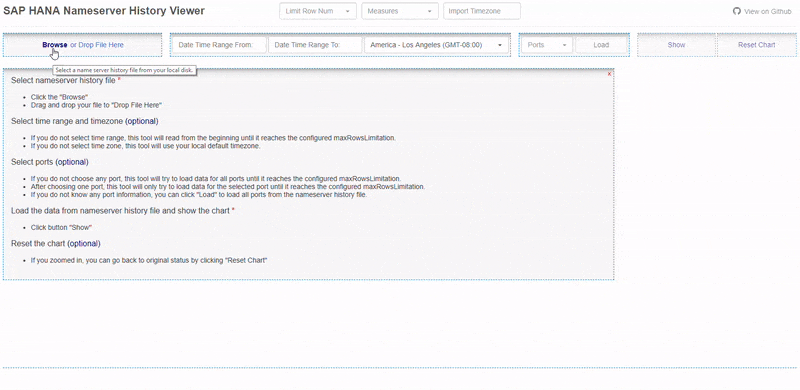 SAP HANA Nameserver History Viewer
Limit Row Num
Measures
Import Timezone
View on Github
Browse or Drop File Here
Date Time Range From:
Date Time Range To:
America - Los Angeles (GMT-08:00)
Ports
Load
Show
Reset Chart
Select a name server history file from your local disk.
x
Select nameserver history file *
Click the "Browse"
Drag and drop your file to "Drop File Here"
Select time range and timezone (optional)
If you do not select time range, this tool will read from the beginning until it reaches the configured maxRowsLimitation.
If you do not select time zone, this tool will use your local default timezone.
Select ports (optional)
If you do not choose any port, this tool will try to load data for all ports until it reaches the configured maxRowsLimitation.
After choosing one port, this tool will only try to load data for the selected port until it reaches the configured maxRowsLimitation.
If you do not know any port information, you can click "Load" to load all ports from the nameserver history file.
Load the data from nameserver history file and show the chart *
Click button "Show"
Reset the chart (optional)
If you zoomed in, you can go back to original status by clicking "Reset Chart"